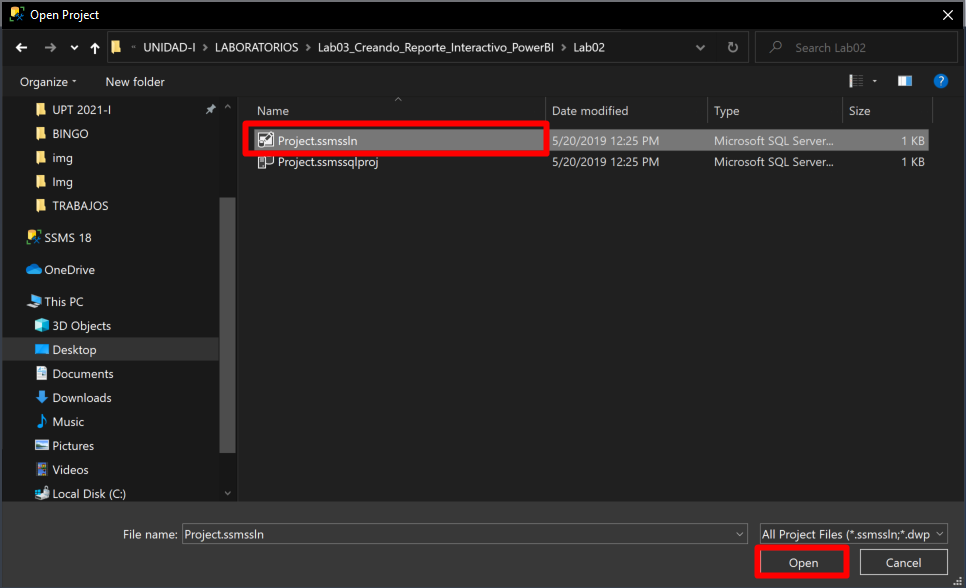 Open Project
UNIDAD-I > LABORATORIOS > Lab03_Creando_Reporte_Interactivo_PowerBI > Lab02
Search Lab02
Organize
New folder
UPT 2021-I
BINGO
img
Img
TRABAJOS
SSMS 18
OneDrive
This PC
3D Objects
Desktop
Documents
Downloads
Music
Pictures
Videos
Local Disk (C:)
Name Date modified Type Size
Project.ssmssln 5/20/2019 12:25 PM Microsoft SQL Server... 1 KB
Project.ssmssqlproj 5/20/2019 12:25 PM Microsoft SQL Server... 1 KB
File name: Project.ssmssln All Project Files (*.ssmssln;*.dwp
Open Cancel